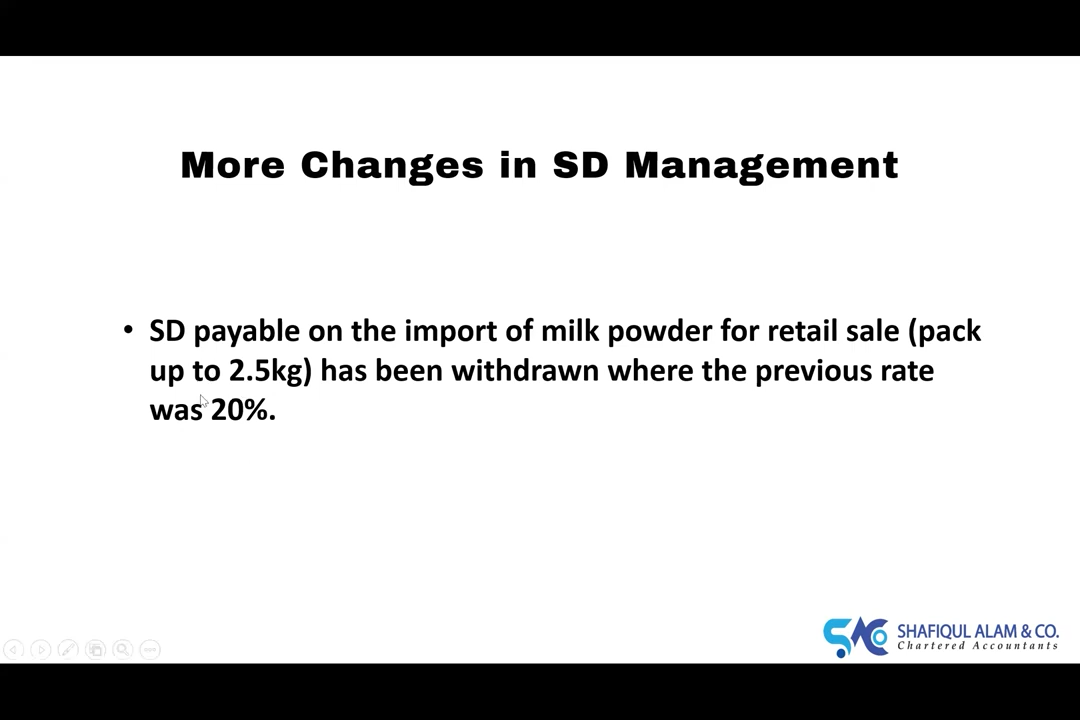 More Changes in SD Management
• SD payable on the import of milk powder for retail sale (pack
up to 2.5kg) has been withdrawn where the previous rate
was 20%.
SHAFIQUL ALAM & CO.
Chartered Accountants